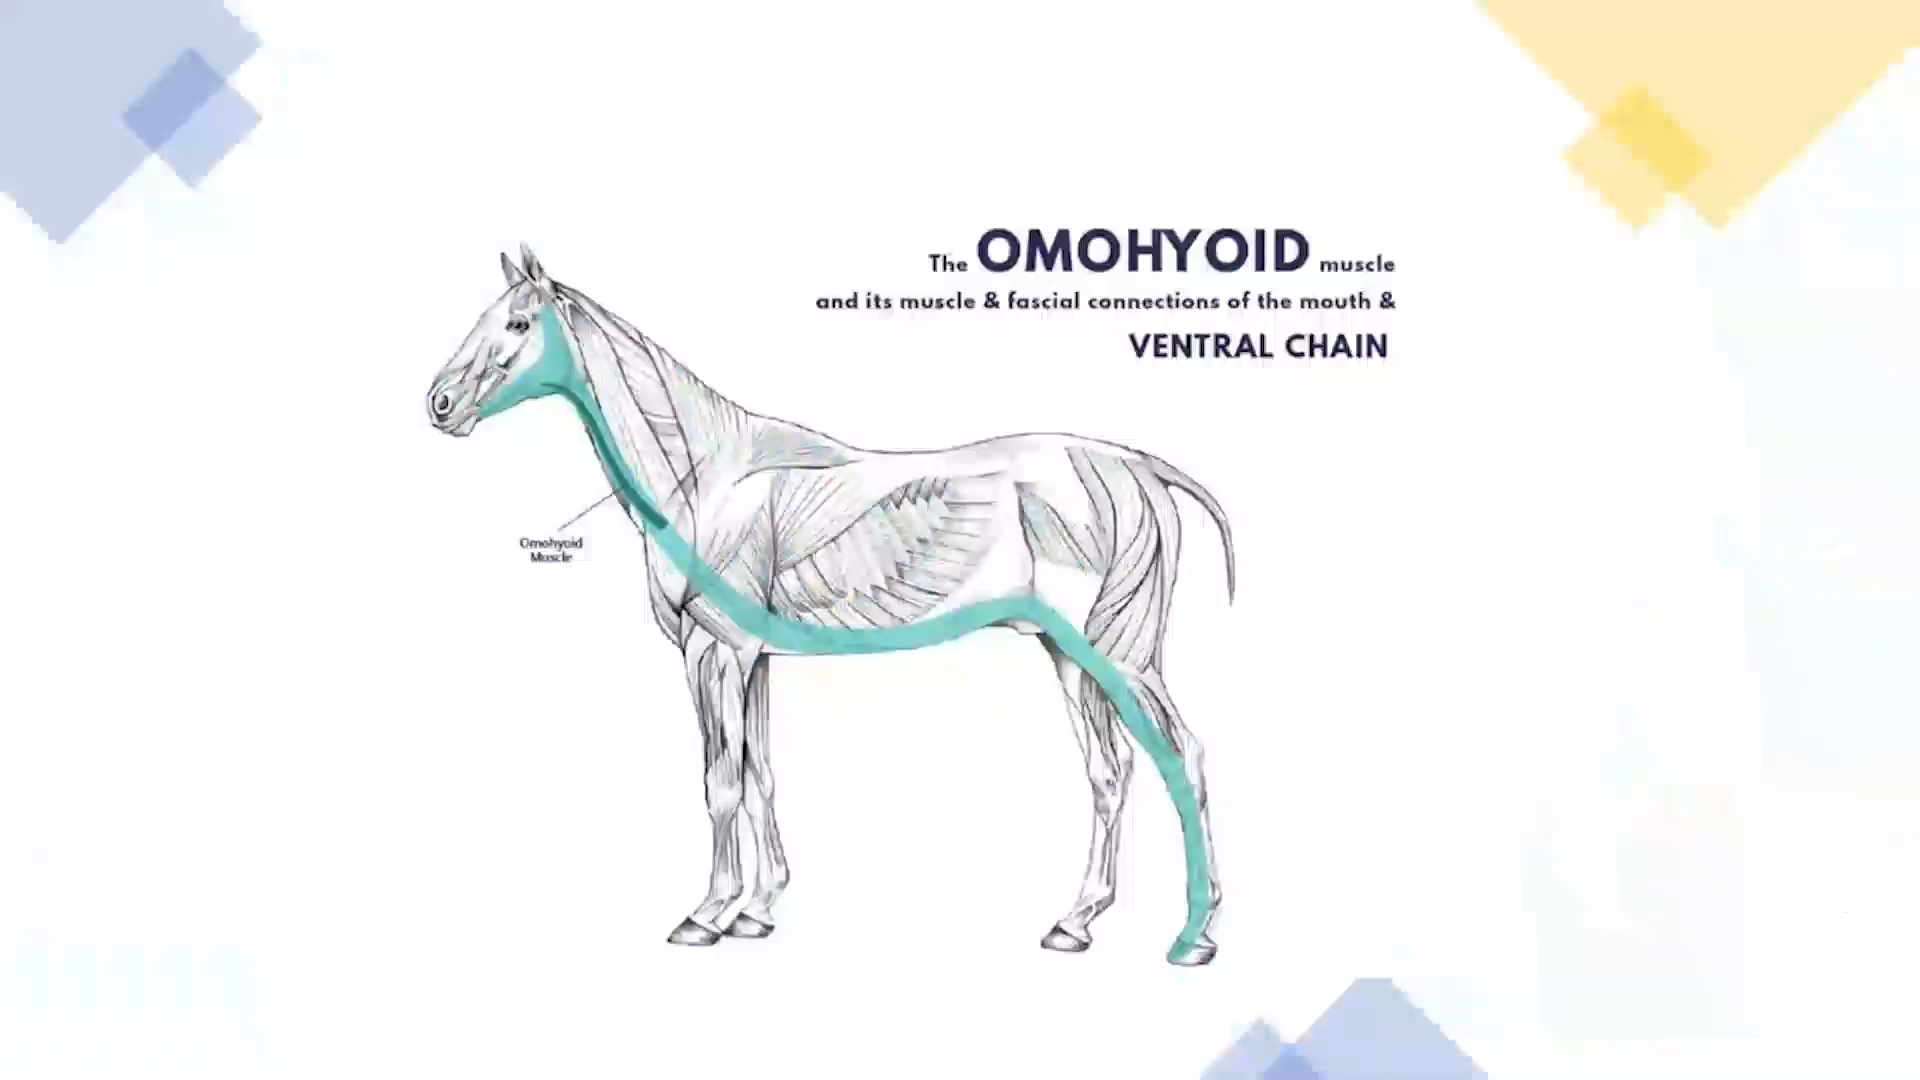 The OMOHYOID muscle
and its muscle & fascial connections of the mouth &
VENTRAL CHAIN
Omohyoid
Muscle